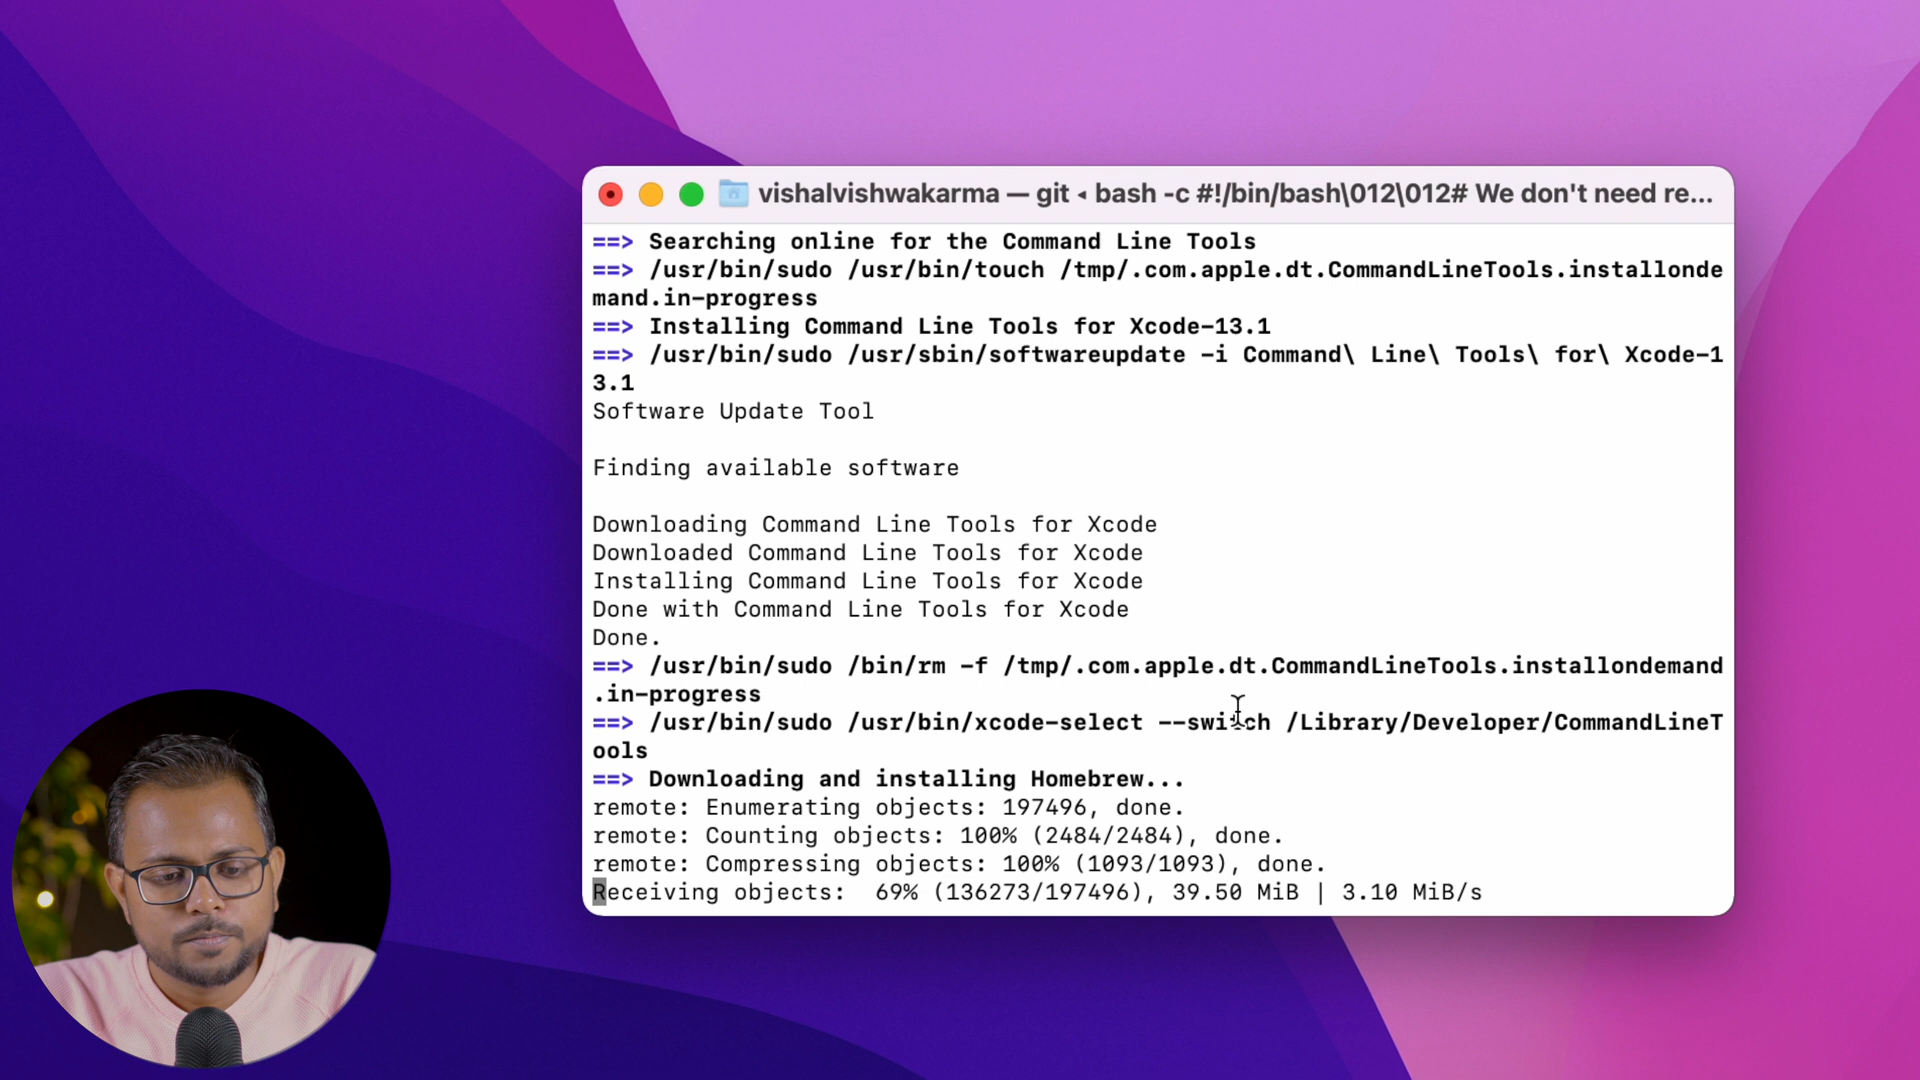 vishalvishwakarma — git ◂ bash -c #!/bin/bash\012\012# We don't need re...
==> Searching online for the Command Line Tools
==> /usr/bin/sudo /usr/bin/touch /tmp/.com.apple.dt.CommandLineTools.installonde
mand.in-progress
==> Installing Command Line Tools for Xcode-13.1
==> /usr/bin/sudo /usr/sbin/softwareupdate -i Command\ Line\ Tools\ for\ Xcode-1
3.1
Software Update Tool
Finding available software
Downloading Command Line Tools for Xcode
Downloaded Command Line Tools for Xcode
Installing Command Line Tools for Xcode
Done with Command Line Tools for Xcode
Done.
==> /usr/bin/sudo /bin/rm -f /tmp/.com.apple.dt.CommandLineTools.installondemand
.in-progress
==> /usr/bin/sudo /usr/bin/xcode-select --switch /Library/Developer/CommandLineT
ools
==> Downloading and installing Homebrew...
remote: Enumerating objects: 197496, done.
remote: Counting objects: 100% (2484/2484), done.
remote: Compressing objects: 100% (1093/1093), done.
Receiving objects:  69% (136273/197496), 39.50 MiB | 3.10 MiB/s